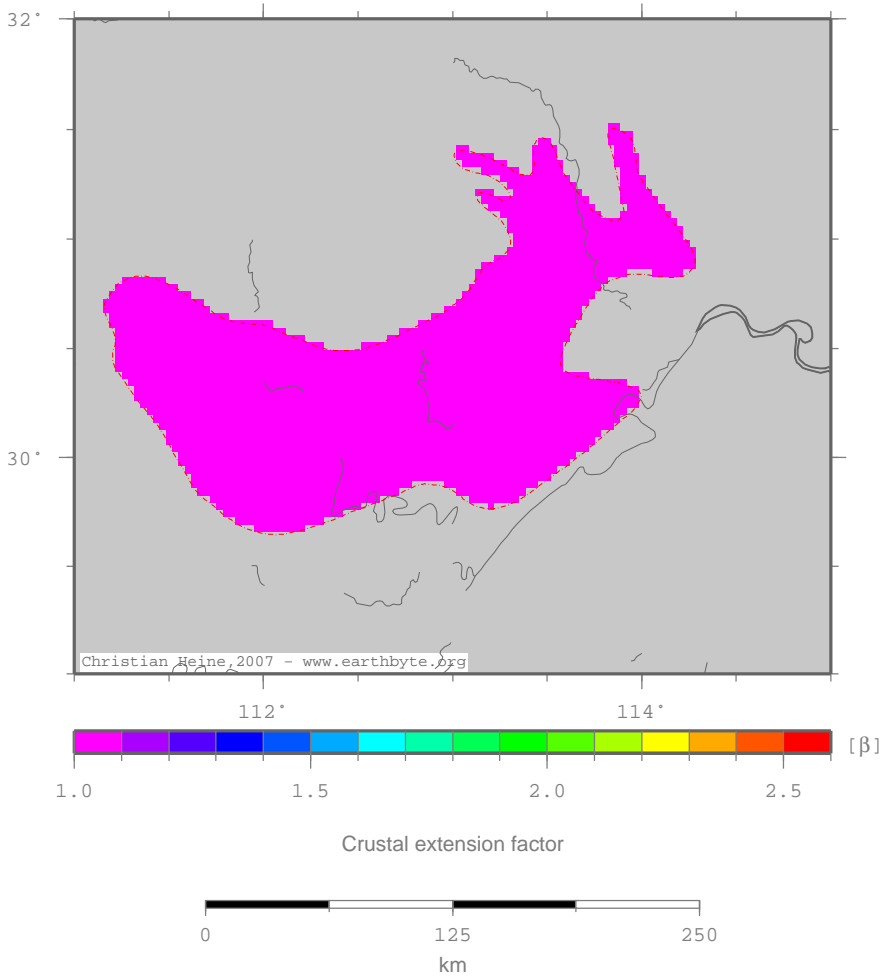 32°
30°
Christian Heine,2007 - www.earthbyte.org
112° 114°
[β]
1.0 1.5 2.0 2.5
Crustal extension factor
0 125 250
km